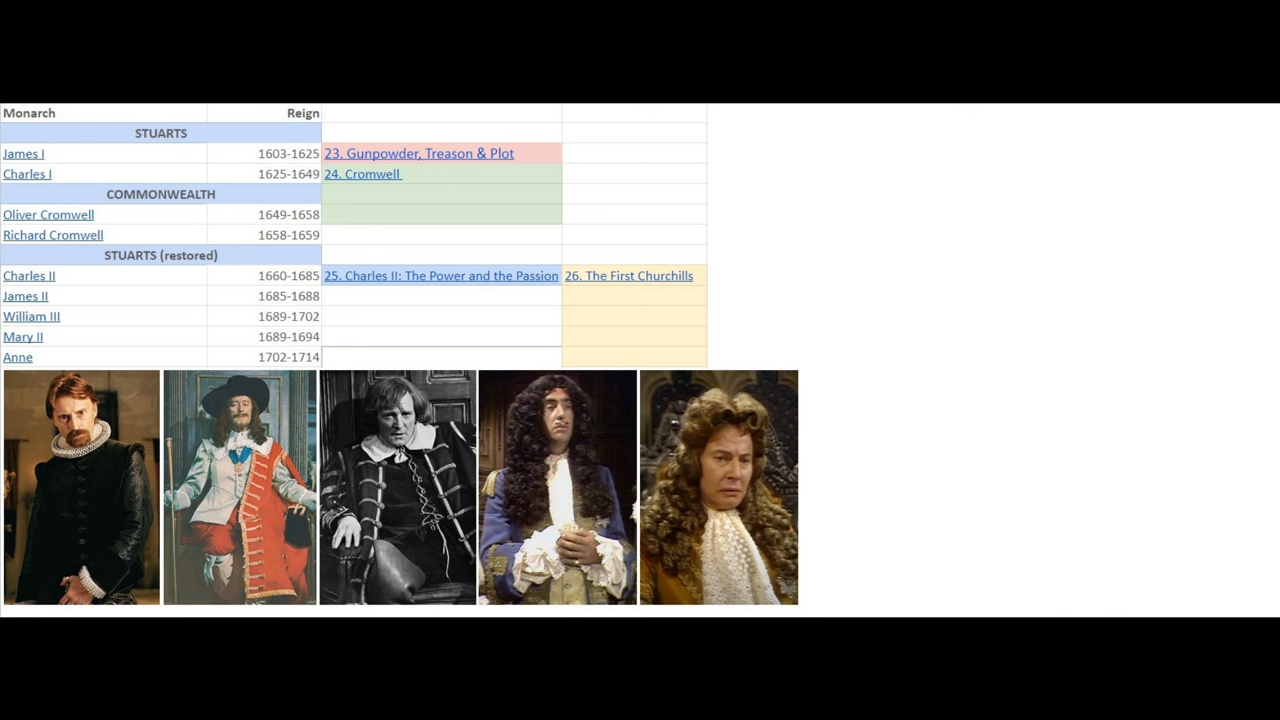 Monarch Reign
STUARTS
James I 1603-1625 23. Gunpowder, Treason & Plot
Charles I 1625-1649 24. Cromwell
COMMONWEALTH
Oliver Cromwell 1649-1658
Richard Cromwell 1658-1659
STUARTS (restored)
Charles II 1660-1685 25. Charles II: The Power and the Passion 26. The First Churchills
James II 1685-1688
William III 1689-1702
Mary II 1689-1694
Anne 1702-1714